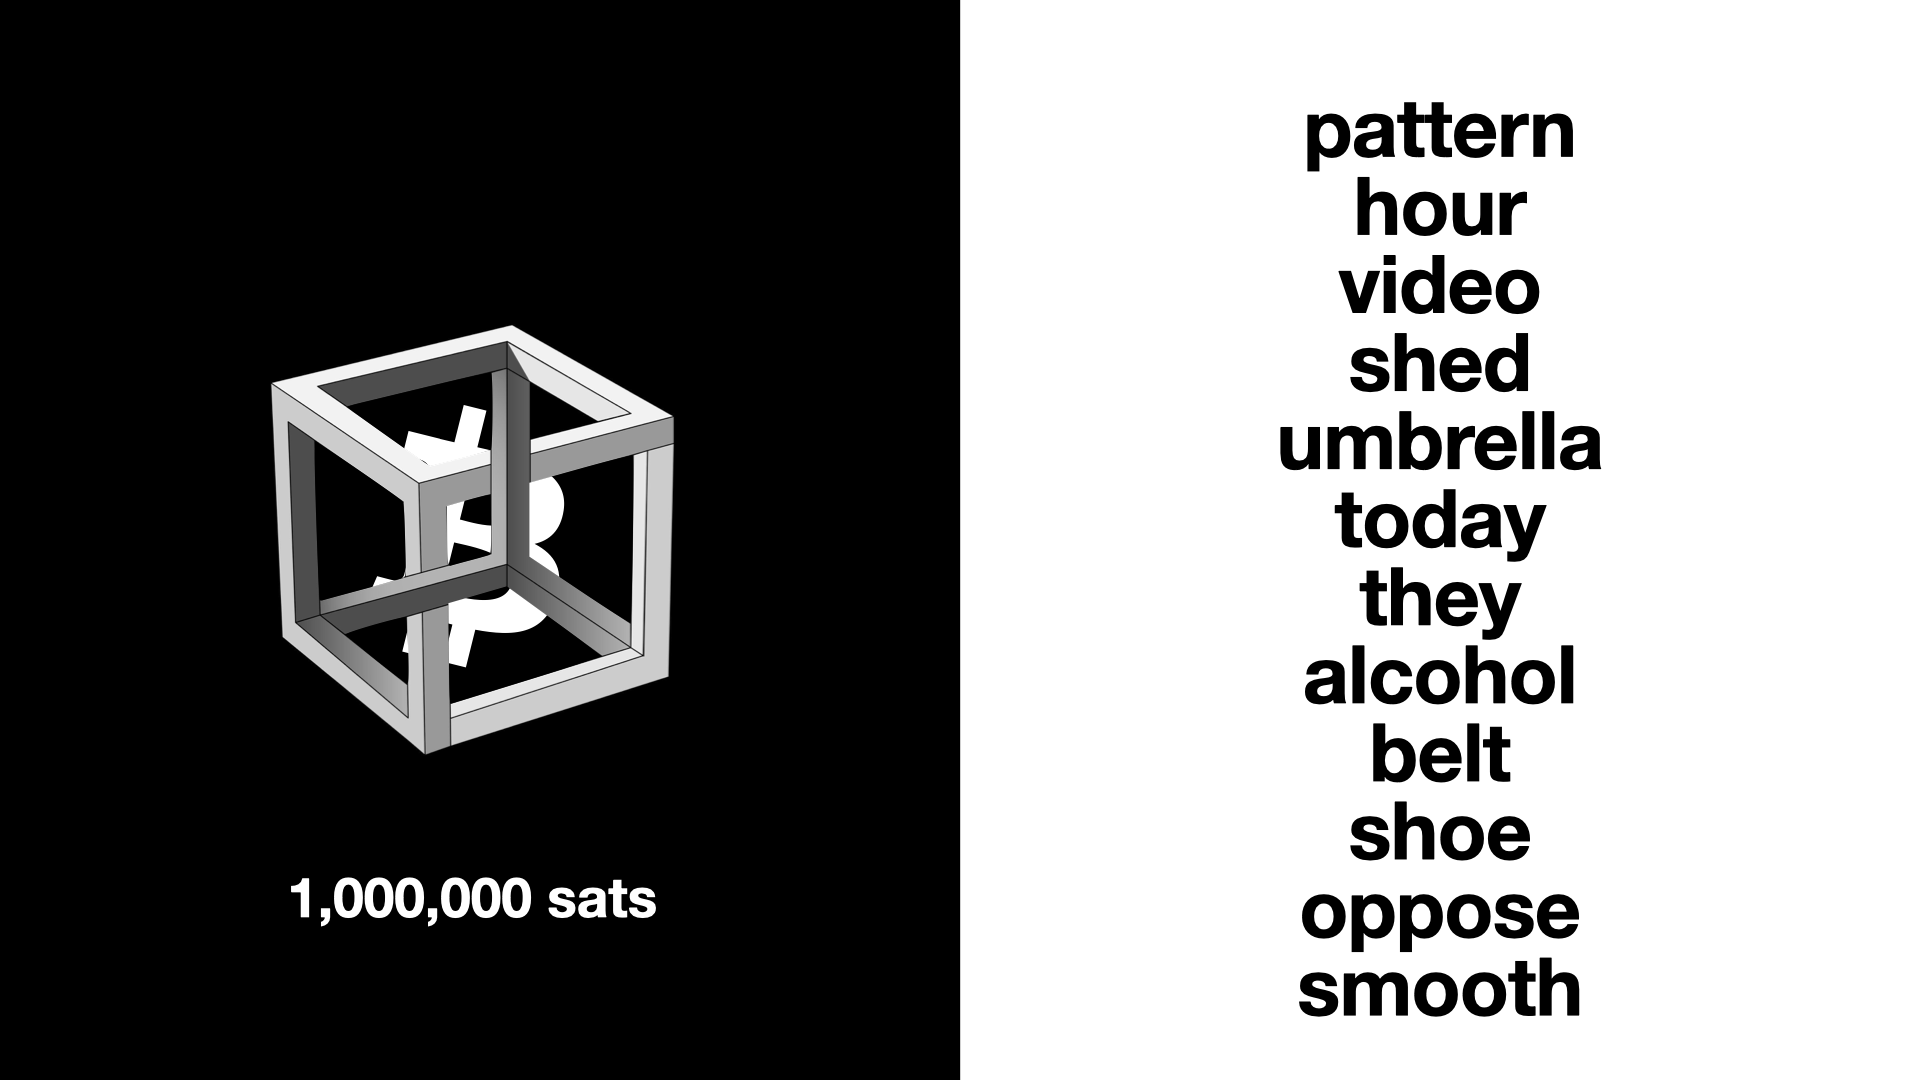 1,000,000 sats
pattern
hour
video
shed
umbrella
today
they
alcohol
belt
shoe
oppose
smooth